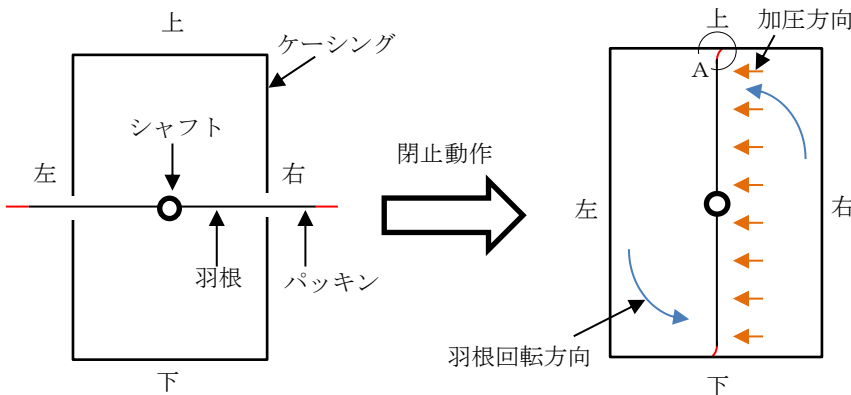 上
ケーシング
シャフト
左
右
羽根
パッキン
下
閉止動作
上
加圧方向
A
左
右
羽根回転方向
下